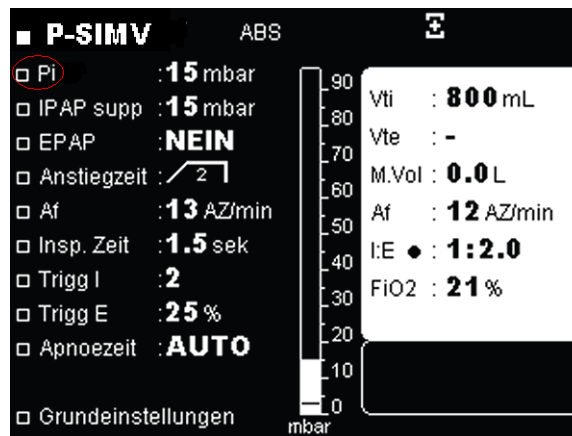 P-SIMV ABS
Pi :15 mbar
IPAP supp :15 mbar
EPAP :NEIN
Anstiegzeit : 2
Af :13 AZ/min
Insp. Zeit :1.5 sek
Trigg I :2
Trigg E :25 %
Apnoezeit :AUTO
Grundeinstellungen
90
80
70
60
50
40
30
20
10
0
mbar
Vti : 800 mL
Vte : -
M.Vol : 0.0 L
Af : 12 AZ/min
I:E ● : 1:2.0
FiO2 : 21 %